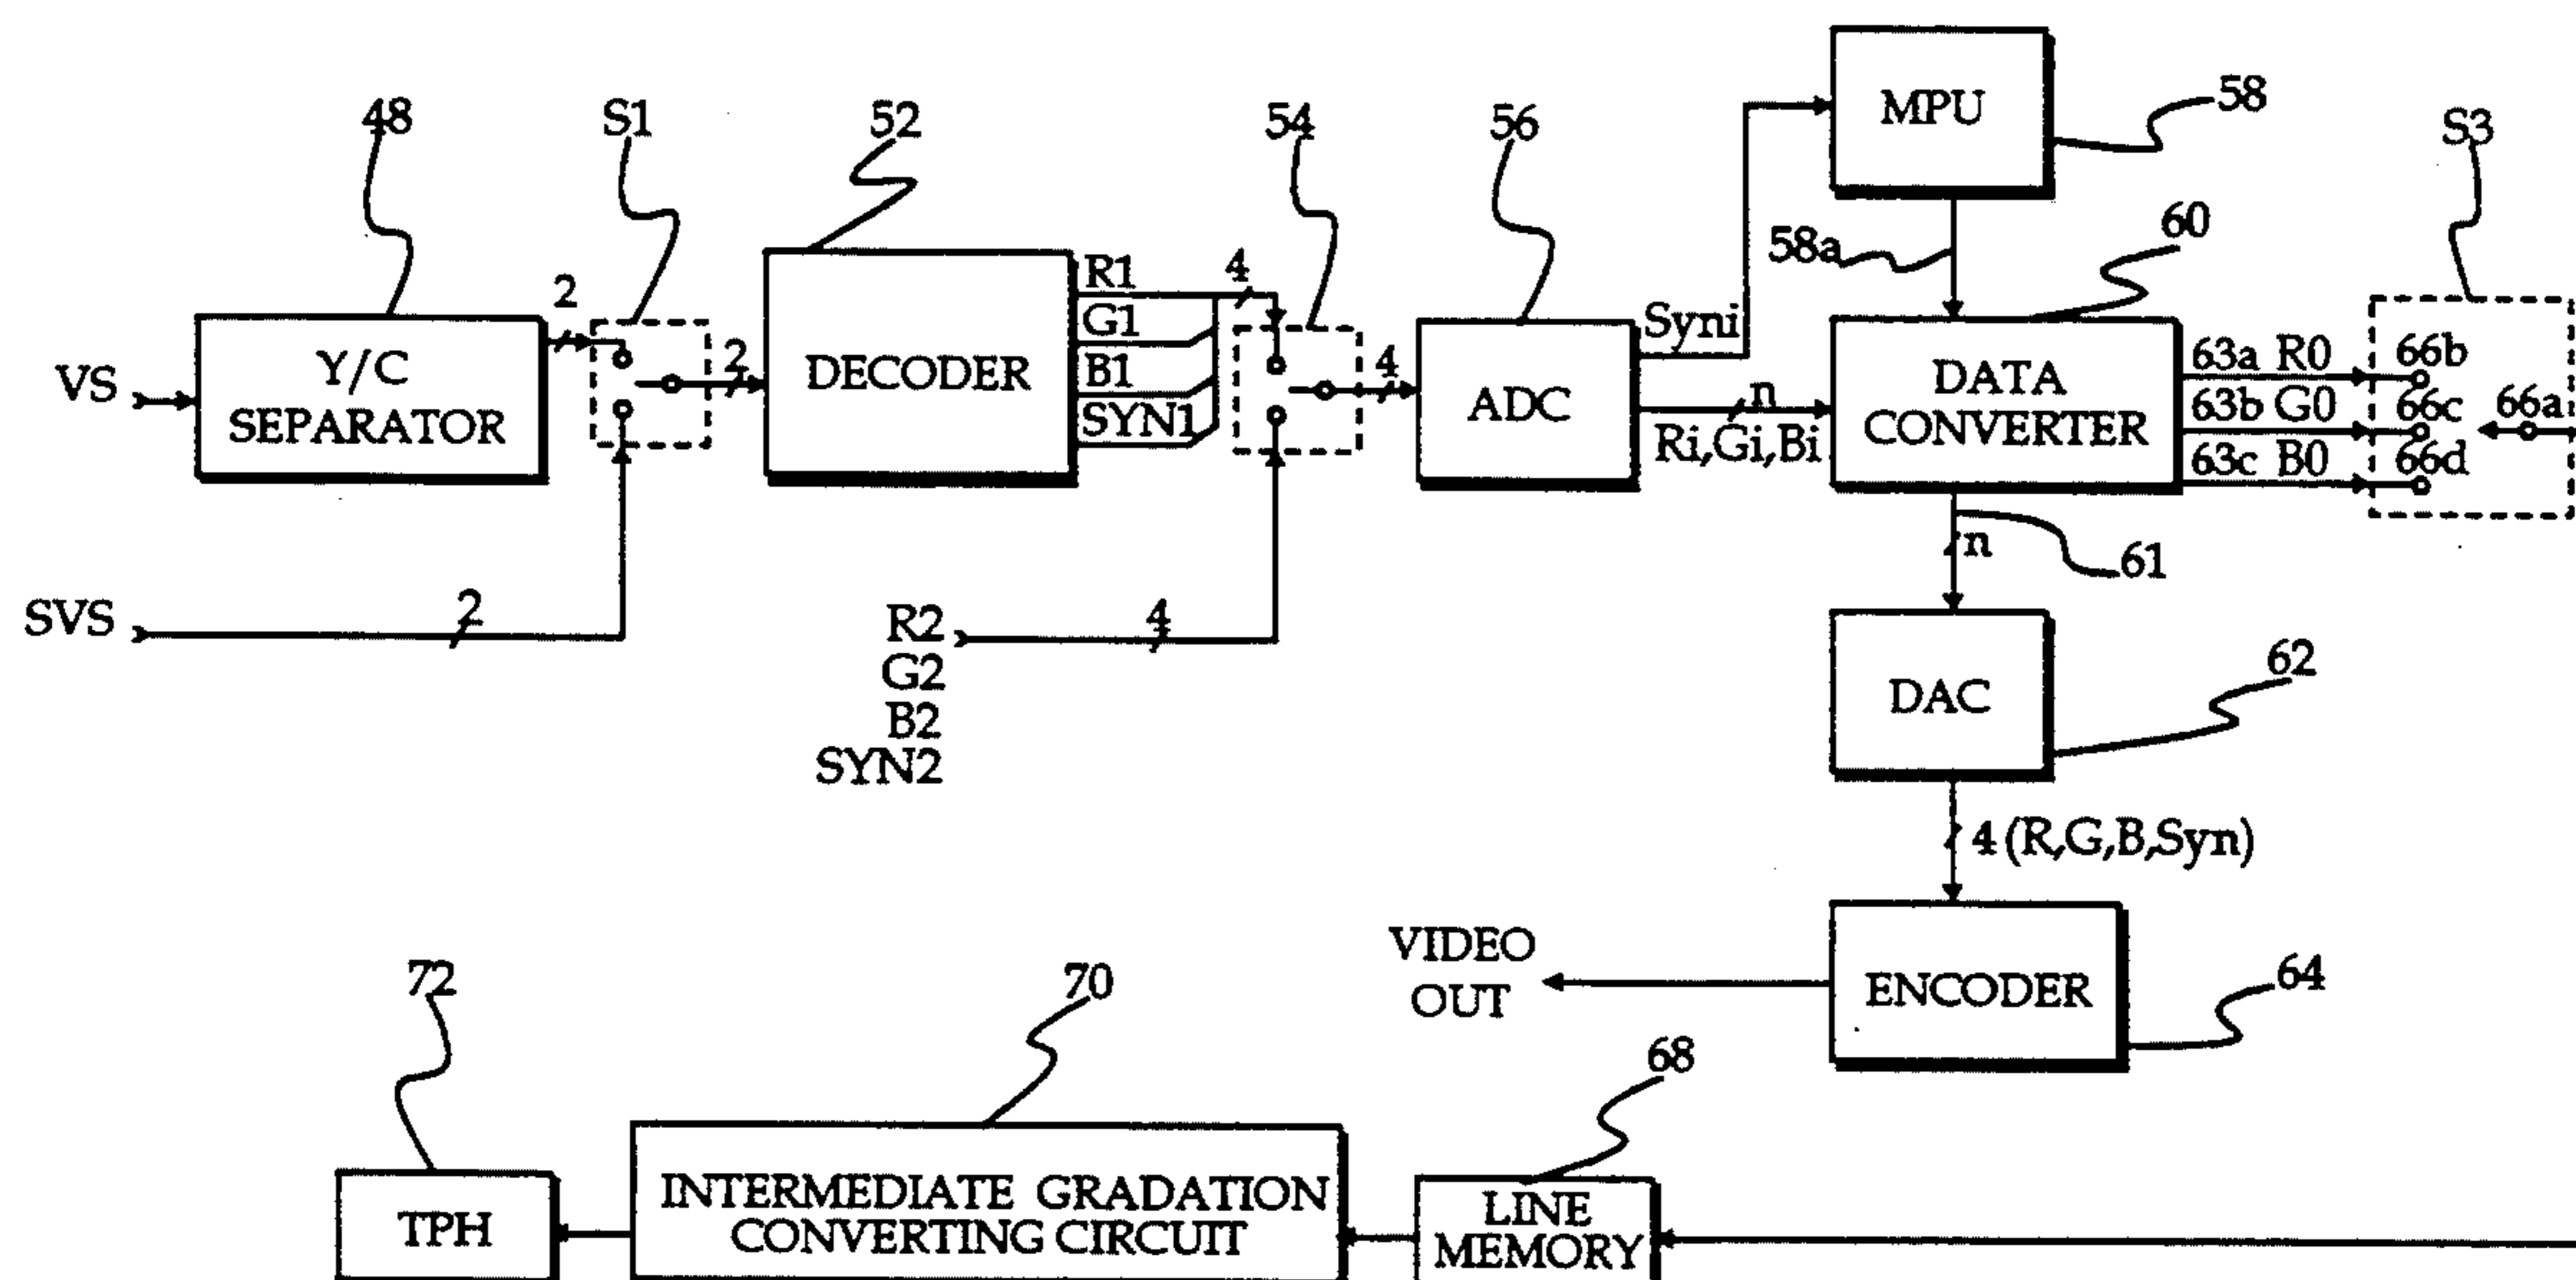 48
S1
52
54
56
MPU
58
S3
58a
60
VS
Y/C
SEPARATOR
2
2
DECODER
R1
G1
B1
SYN1
4
4
ADC
Syni
n
Ri,Gi,Bi
DATA
CONVERTER
63a R0
63b G0
63c B0
66b
66c
66d
66a
SVS
2
R2
G2
B2
SYN2
4
n
61
DAC
62
4 (R,G,B,Syn)
VIDEO
OUT
ENCODER
64
72
70
68
TPH
INTERMEDIATE GRADATION
CONVERTING CIRCUIT
LINE
MEMORY